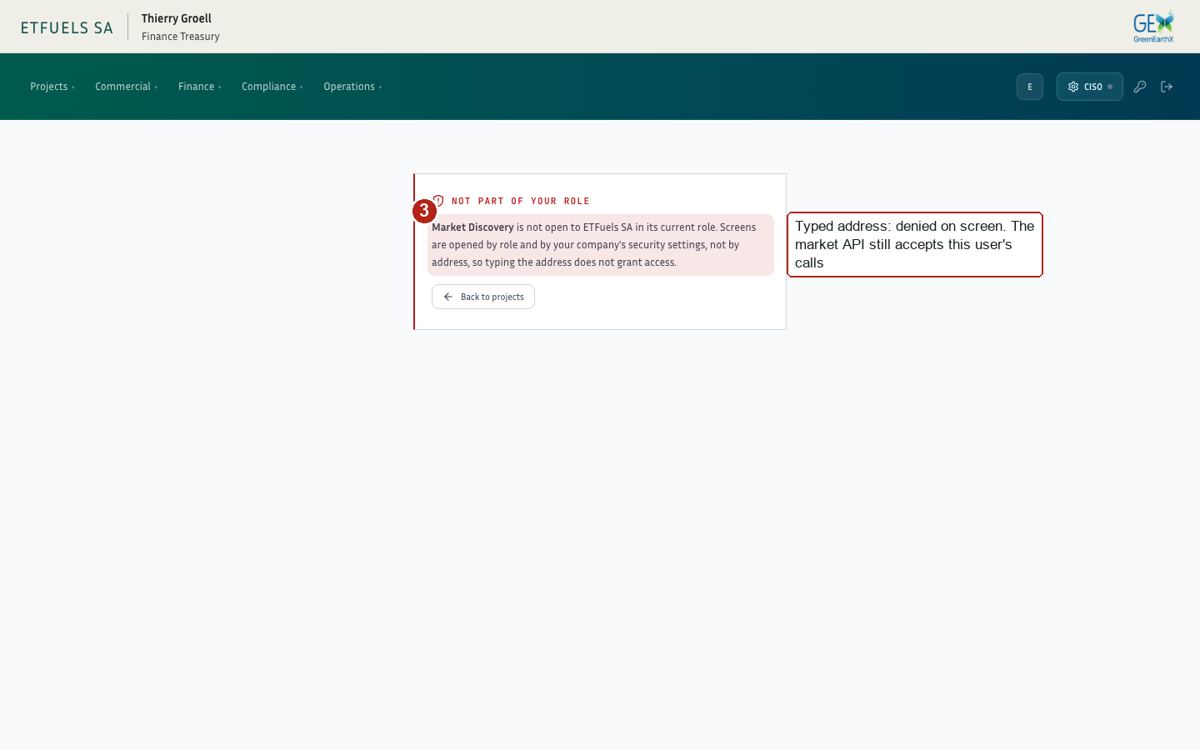 ETFUELS SA
Thierry Groell
Finance Treasury
GEX
GreenEarthX
Projects
Commercial
Finance
Compliance
Operations
E
CISO
3
NOT PART OF YOUR ROLE
Market Discovery is not open to ETFuels SA in its current role. Screens
are opened by role and by your company's security settings, not by
address, so typing the address does not grant access.
Back to projects
Typed address: denied on screen. The
market API still accepts this user's
calls